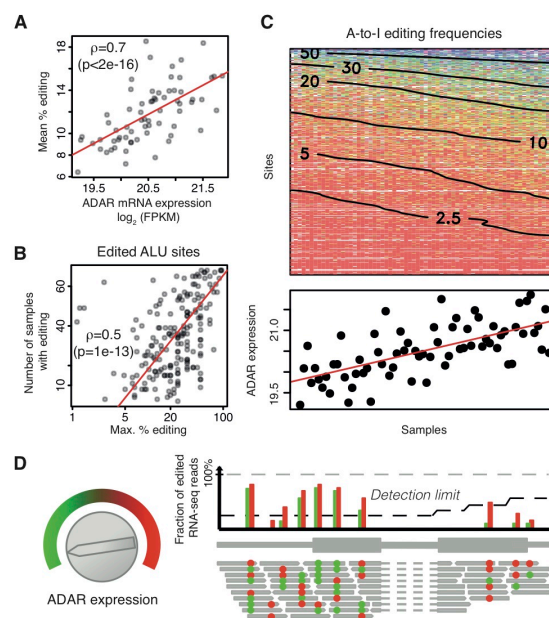 A
ρ=0.7
(p<2e-16)
Mean % editing
6
8
10
12
14
16
18
19.5
20.5
21.5
ADAR mRNA expression
log2 (FPKM)
B
Edited ALU sites
ρ=0.5
(p=1e-13)
Number of samples
with editing
10
40
60
1
5
20
100
Max. % editing
C
A-to-I editing frequencies
50
30
20
10
5
2.5
Sites
ADAR expression
19.5
21.0
Samples
D
ADAR expression
Fraction of edited
RNA-seq reads
100%
Detection limit